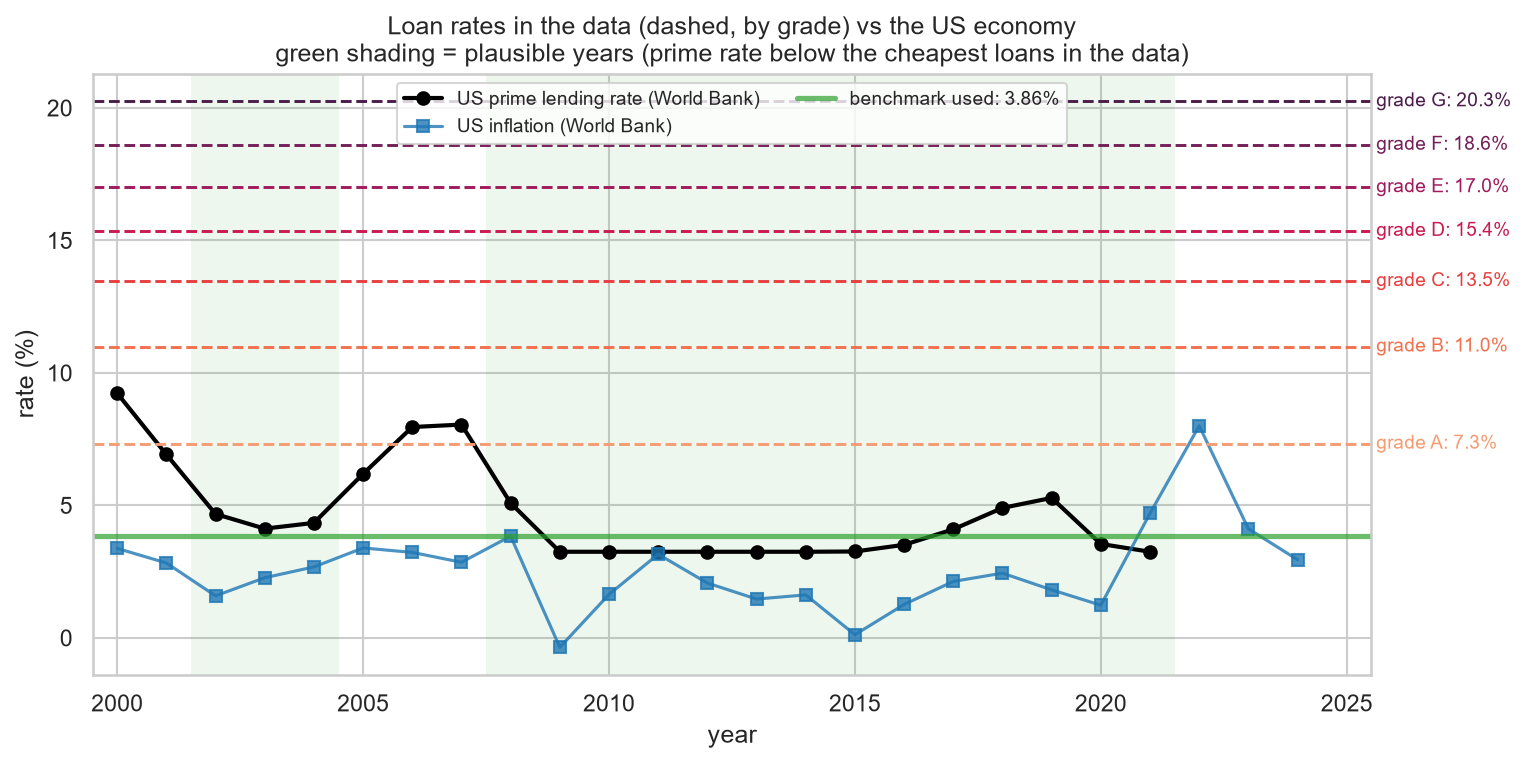 Loan rates in the data (dashed, by grade) vs the US economy
green shading = plausible years (prime rate below the cheapest loans in the data)
US prime lending rate (World Bank)
benchmark used: 3.86%
US inflation (World Bank)
20
15
10
5
0
rate (%)
grade G: 20.3%
grade F: 18.6%
grade E: 17.0%
grade D: 15.4%
grade C: 13.5%
grade B: 11.0%
grade A: 7.3%
2000
2005
2010
2015
2020
2025
year